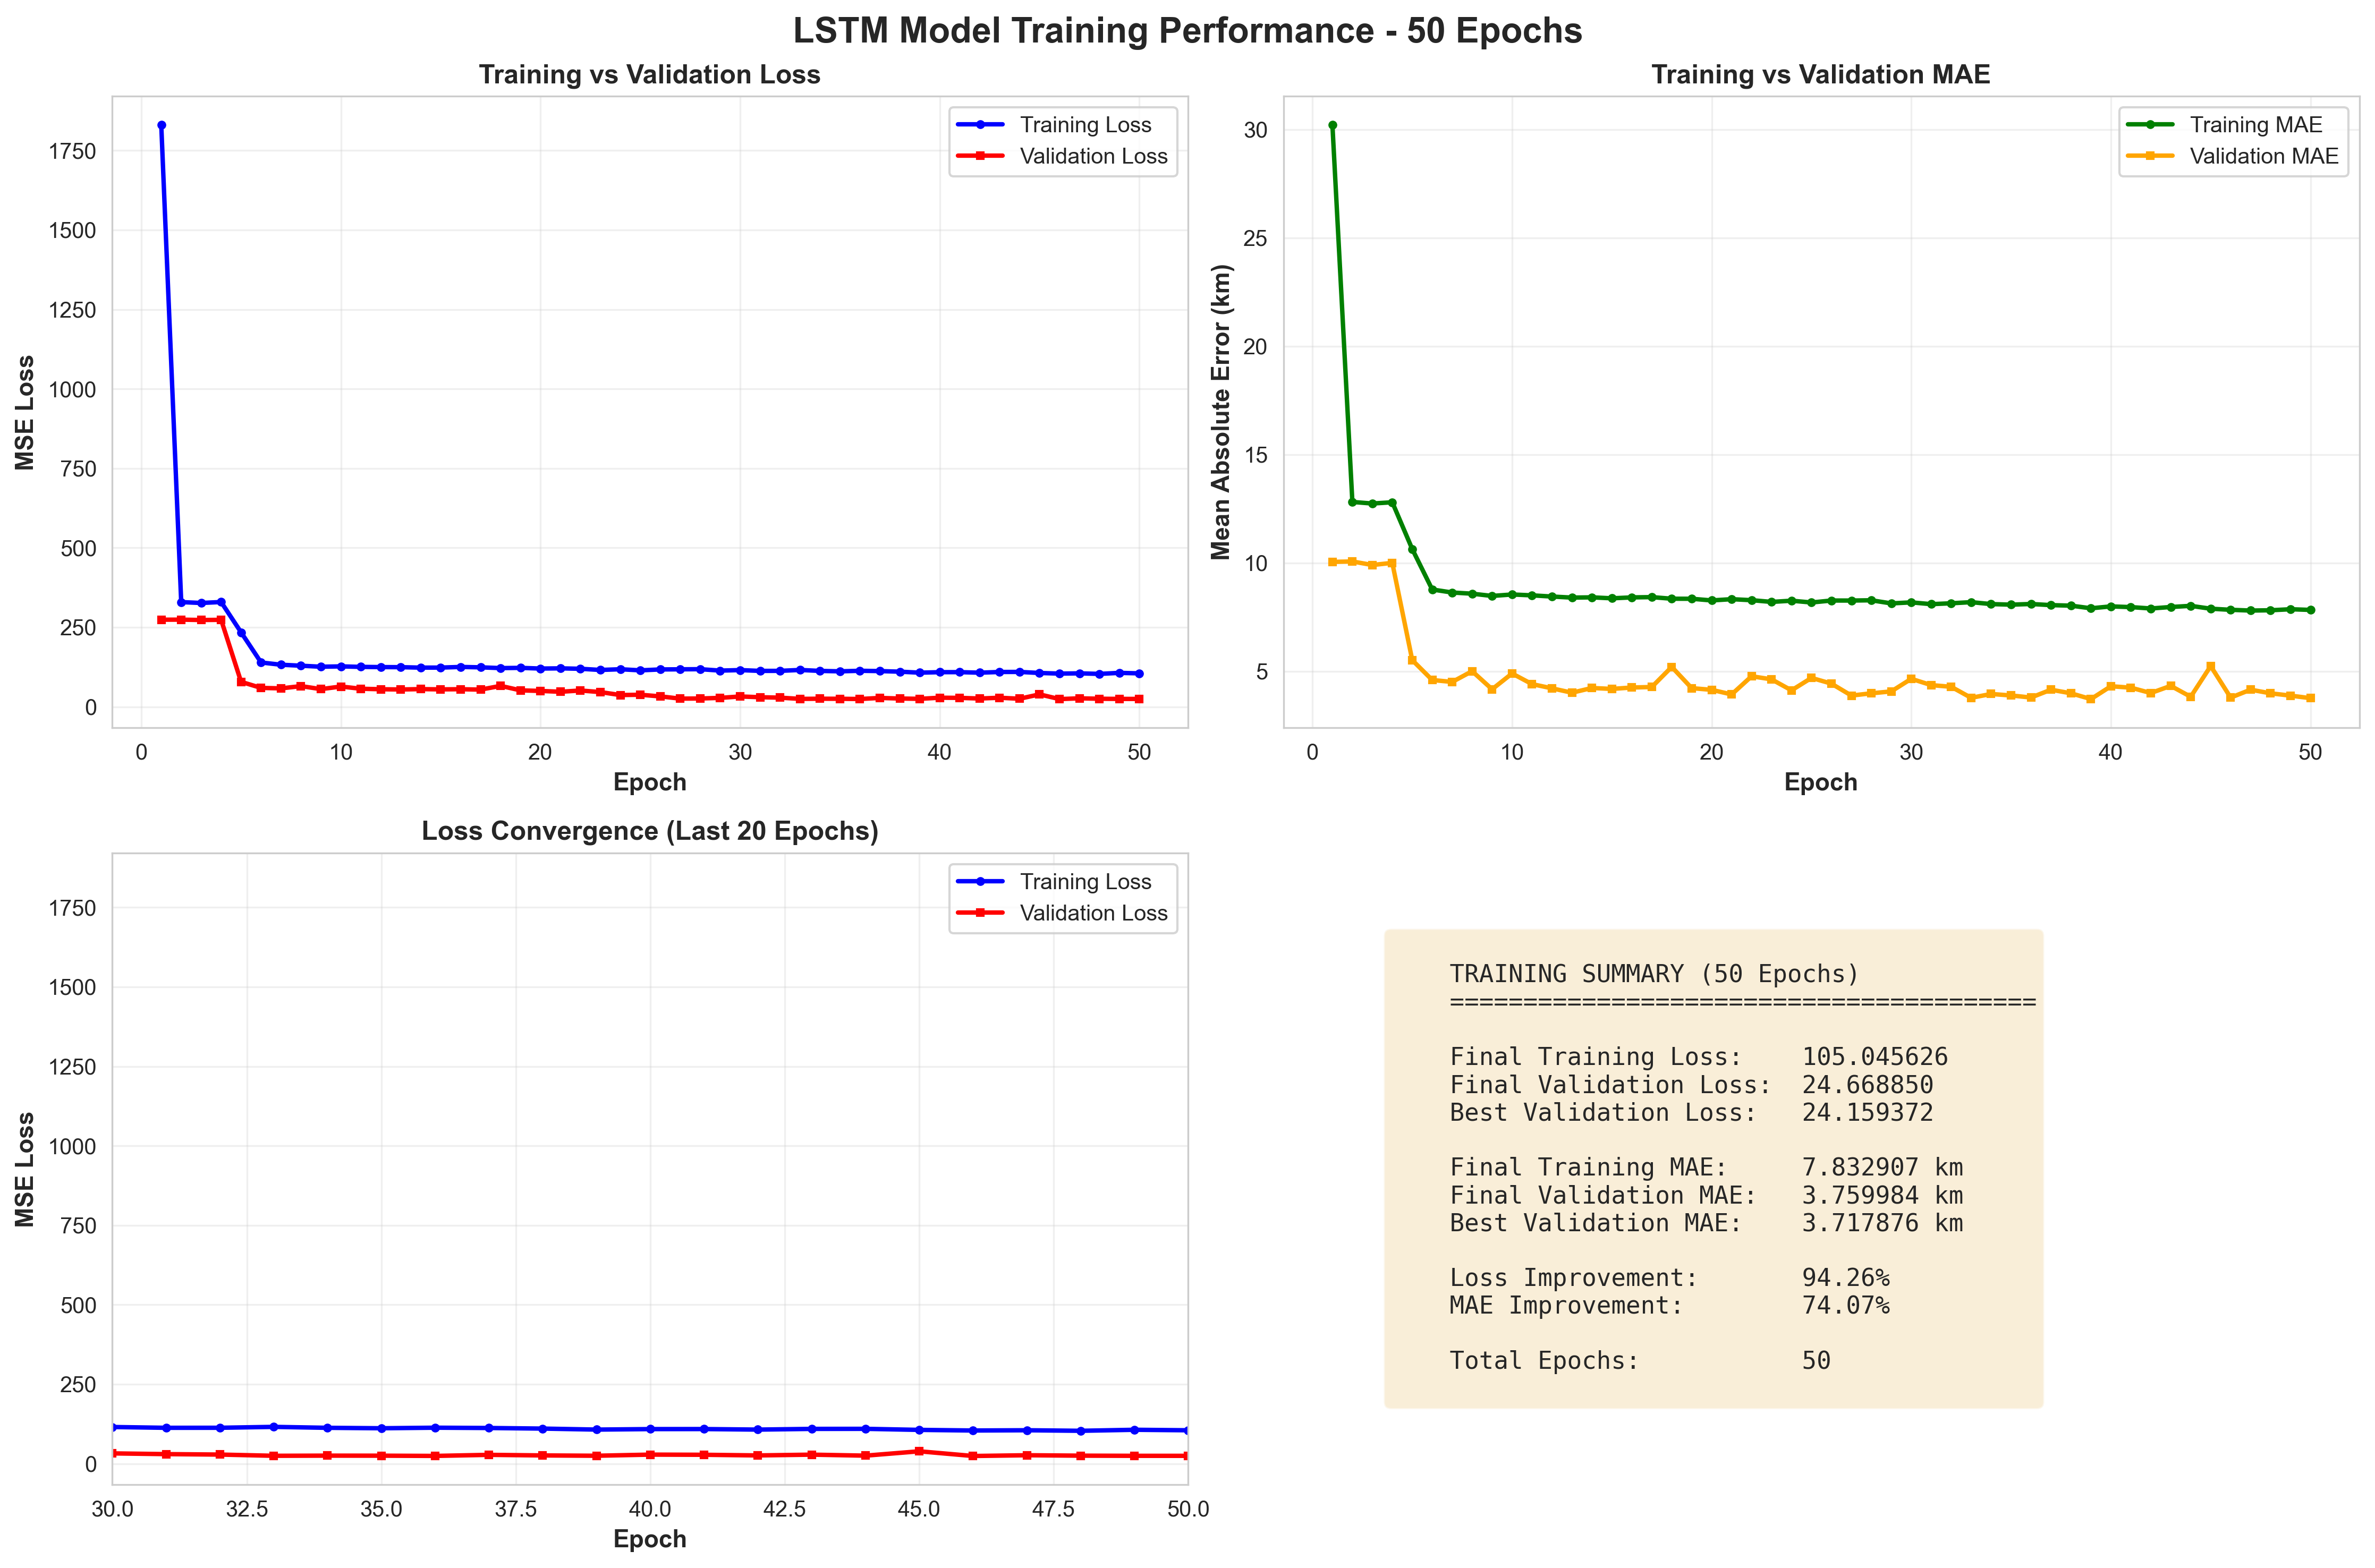 LSTM Model Training Performance - 50 Epochs
Training vs Validation Loss
MSE Loss
1750
1500
1250
1000
750
500
250
0
0 10 20 30 40 50
Epoch
Training Loss
Validation Loss
Training vs Validation MAE
Mean Absolute Error (km)
30
25
20
15
10
5
0 10 20 30 40 50
Epoch
Training MAE
Validation MAE
Loss Convergence (Last 20 Epochs)
MSE Loss
1750
1500
1250
1000
750
500
250
0
30.0 32.5 35.0 37.5 40.0 42.5 45.0 47.5 50.0
Epoch
Training Loss
Validation Loss
TRAINING SUMMARY (50 Epochs)
========================================
Final Training Loss: 105.045626
Final Validation Loss: 24.668850
Best Validation Loss: 24.159372
Final Training MAE: 7.832907 km
Final Validation MAE: 3.759984 km
Best Validation MAE: 3.717876 km
Loss Improvement: 94.26%
MAE Improvement: 74.07%
Total Epochs: 50